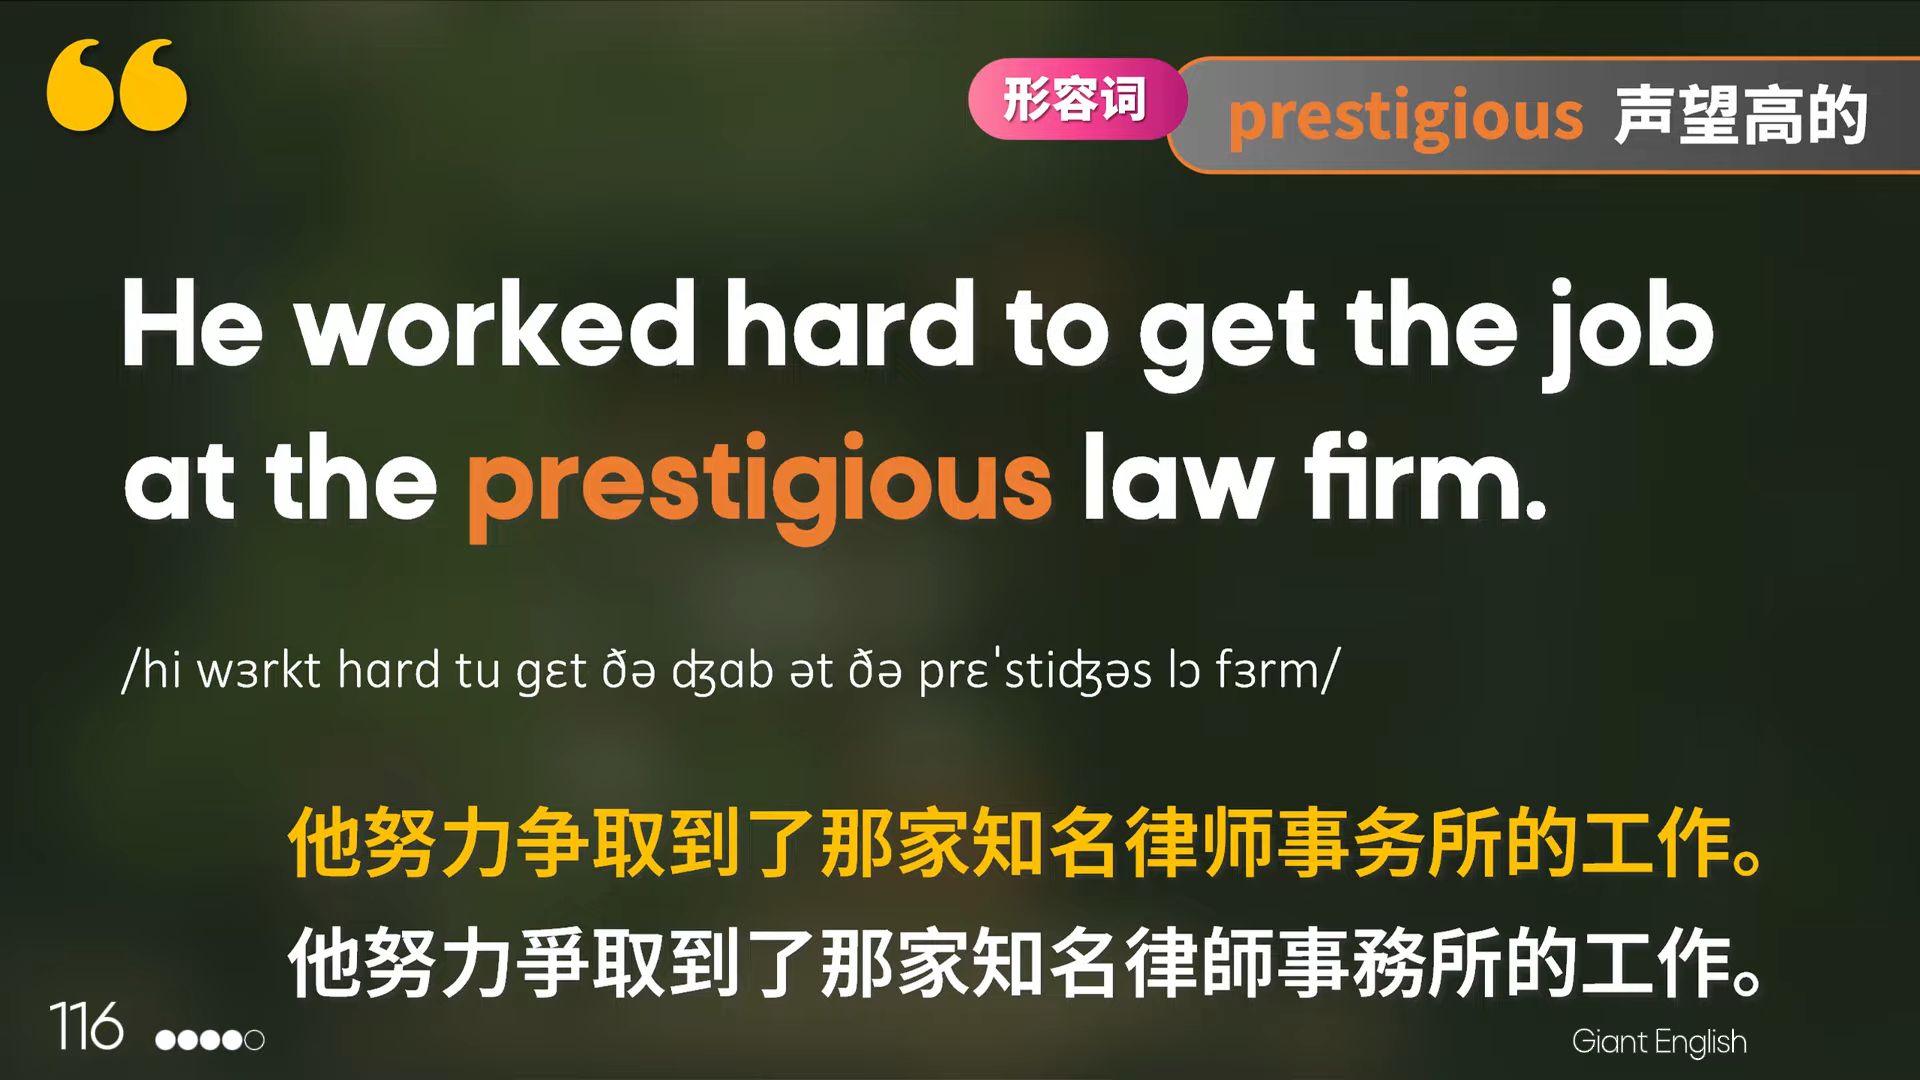 形容词
prestigious 声望高的
He worked hard to get the job
at the prestigious law firm.
/hi wɜrkt hɑrd tu gɛt ðə ʤɑb ət ðə prɛˈstiʤəs lɔ fɜrm/
他努力争取到了那家知名律师事务所的工作。
他努力爭取到了那家知名律師事務所的工作。
116
Giant English